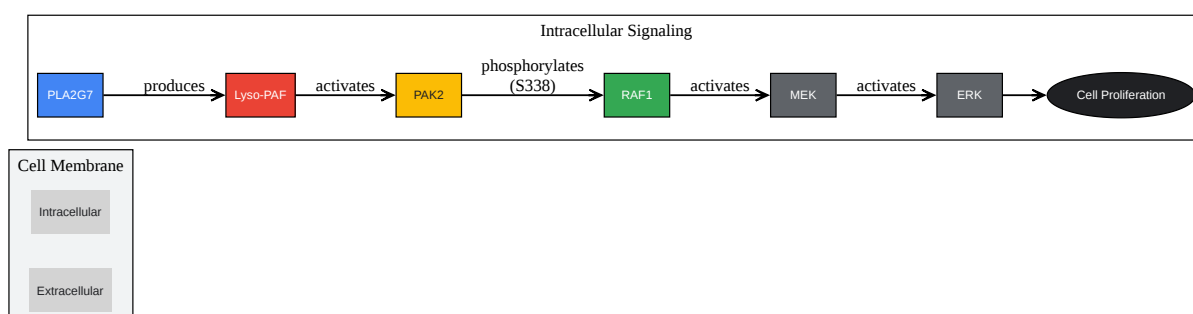 Intracellular Signaling
PLA2G7
produces
Lyso-PAF
activates
PAK2
phosphorylates
(S338)
RAF1
activates
MEK
activates
ERK
Cell Proliferation
Cell Membrane
Intracellular
Extracellular